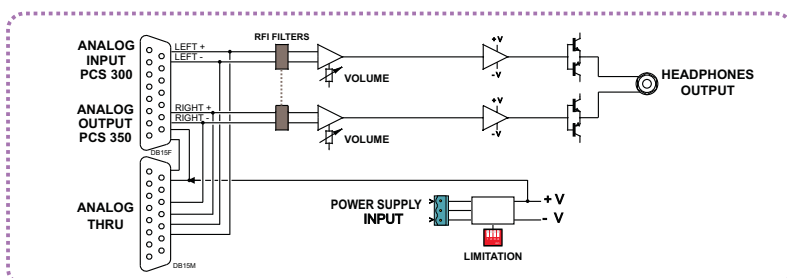 ANALOG
INPUT
PCS 300
ANALOG
OUTPUT
PCS 350
DB15F
LEFT +
LEFT -
RIGHT +
RIGHT -
RFI FILTERS
VOLUME
+V
-V
VOLUME
+V
-V
HEADPHONES
OUTPUT
ANALOG
THRU
DB15M
POWER SUPPLY
INPUT
+ V
- V
LIMITATION